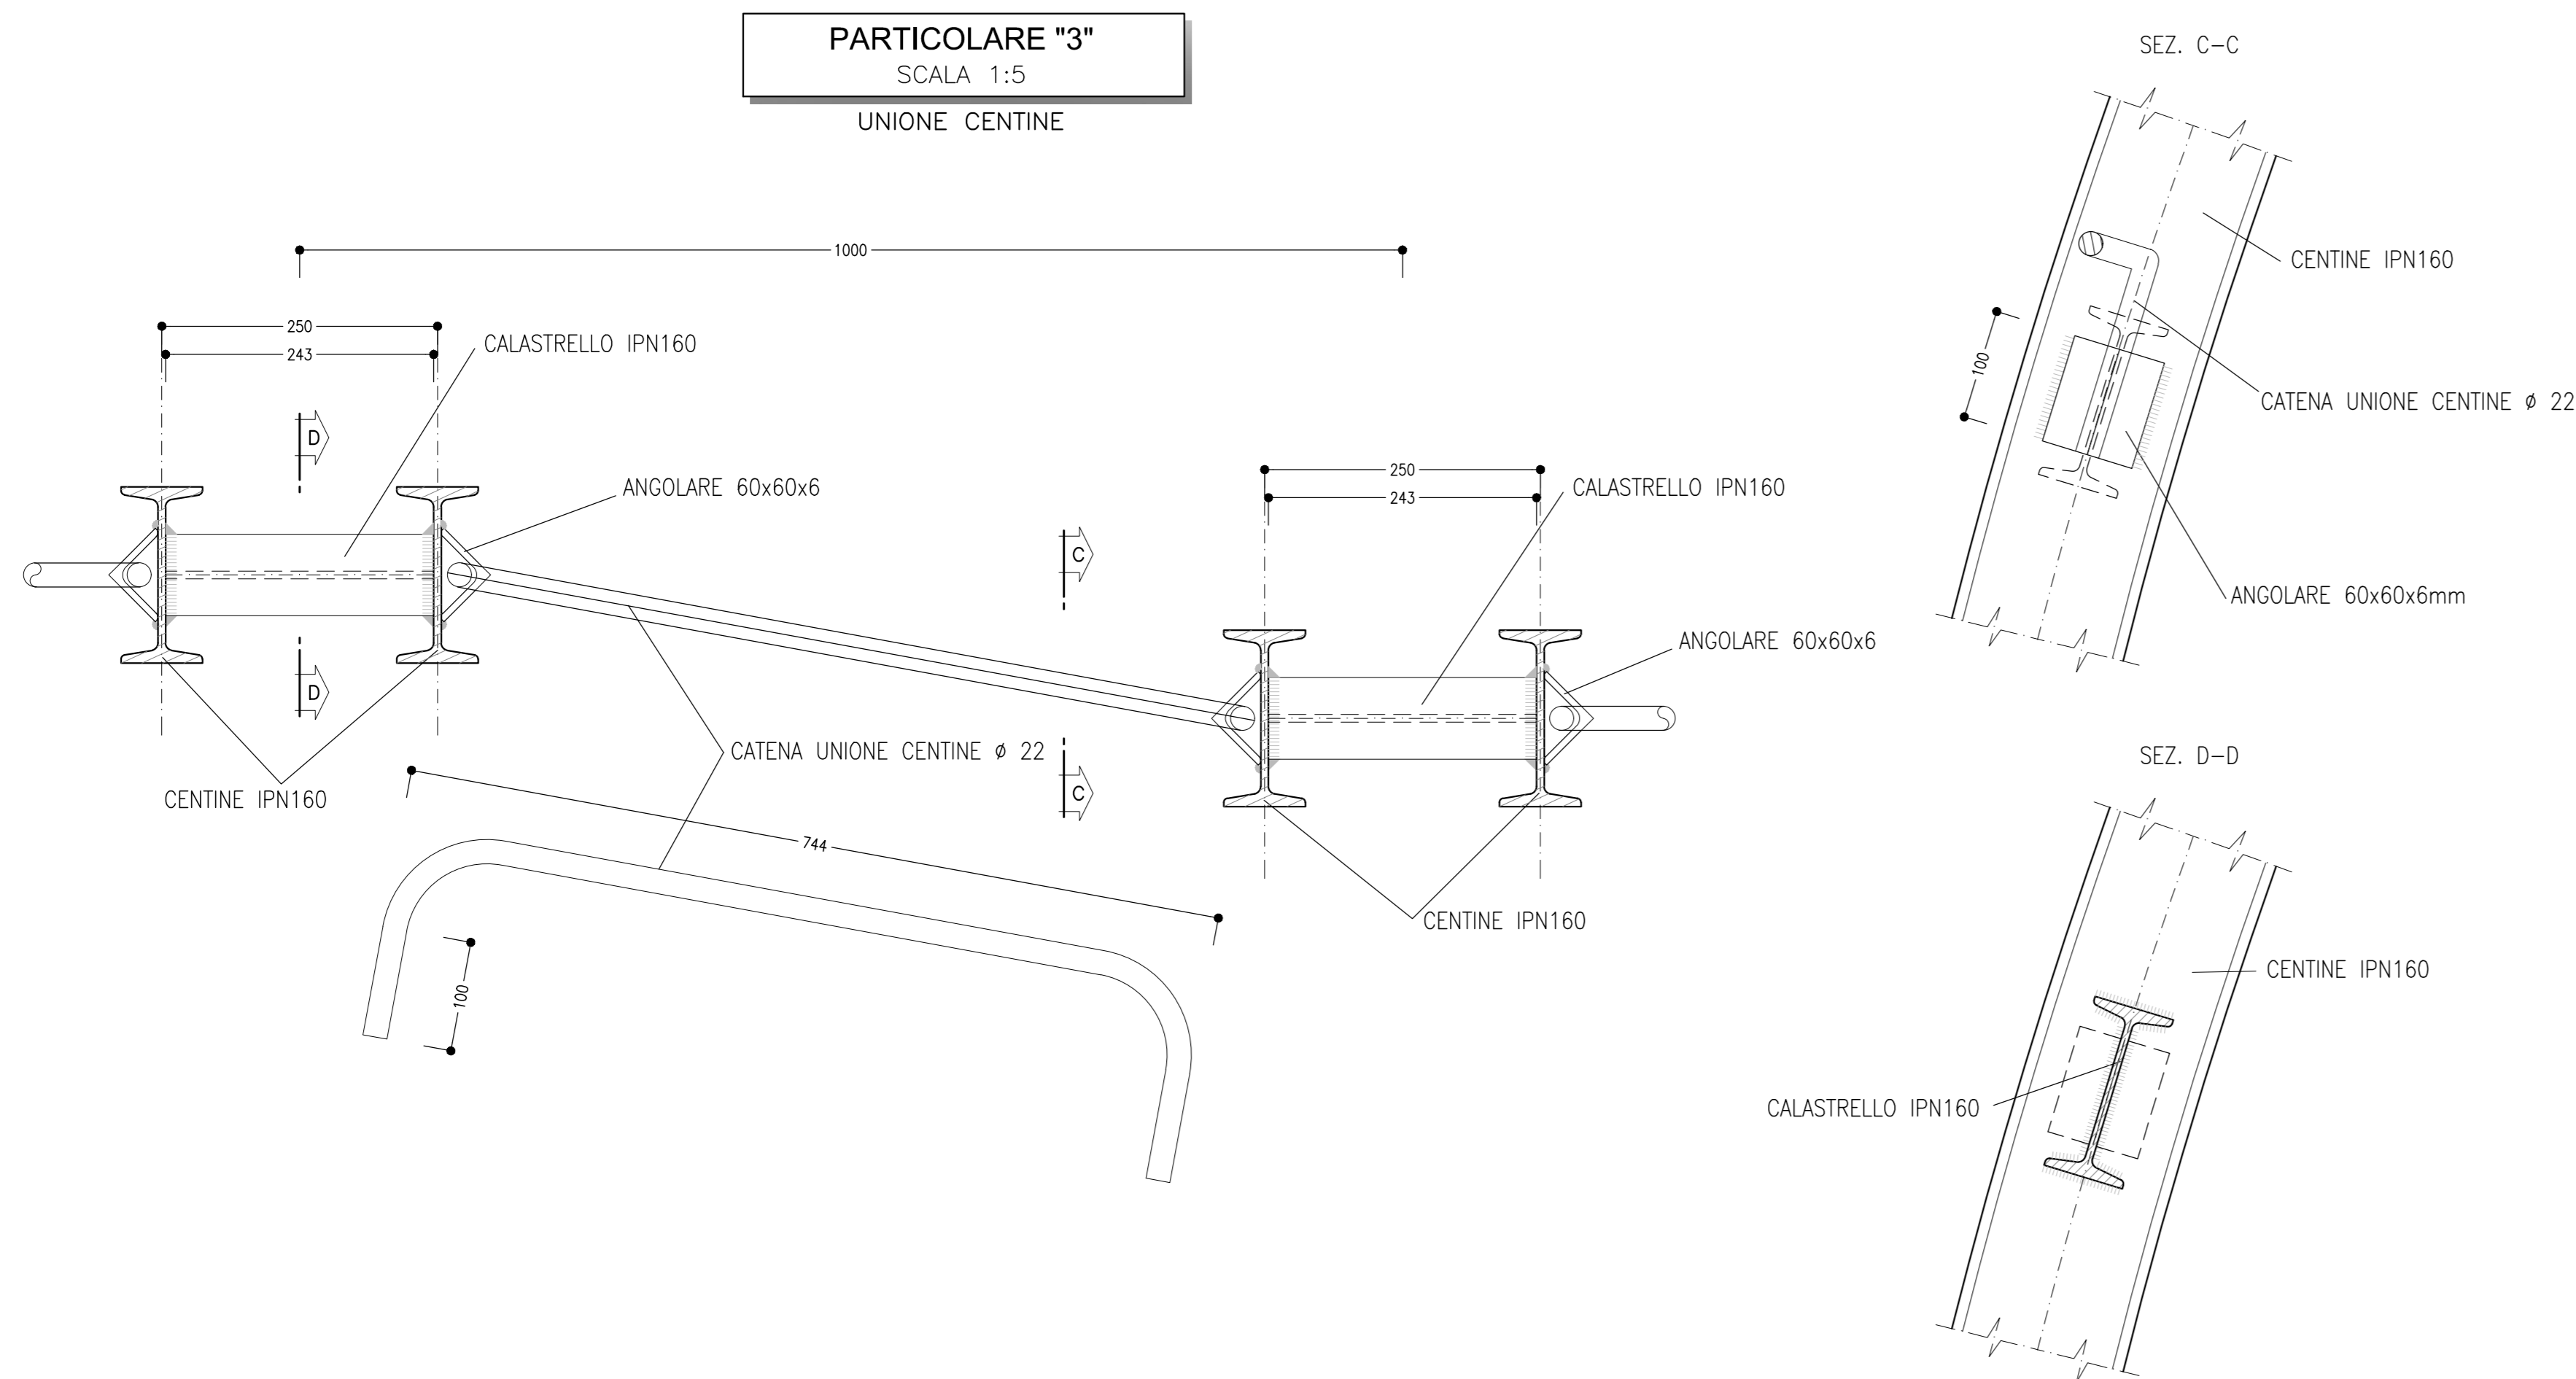 PARTICOLARE "3"
SCALA 1:5
UNIONE CENTINE
1000
250
243
CALASTRELLO IPN160
D
ANGOLARE 60x60x6
D
CENTINE IPN160
C
C
CATENA UNIONE CENTINE ø 22
250
243
CALASTRELLO IPN160
ANGOLARE 60x60x6
CENTINE IPN160
744
100
SEZ. C-C
CENTINE IPN160
100
CATENA UNIONE CENTINE ø 22
ANGOLARE 60x60x6mm
SEZ. D-D
CENTINE IPN160
CALASTRELLO IPN160